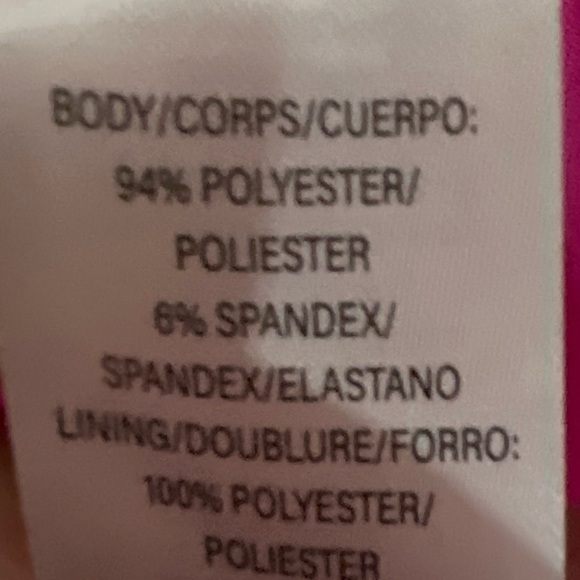 BODY/CORPS/CUERPO:
94% POLYESTER/
POLIESTER
6% SPANDEX/
SPANDEX/ELASTANO
LINING/DOUBLURE/FORRO:
100% POLYESTER/
POLIESTER